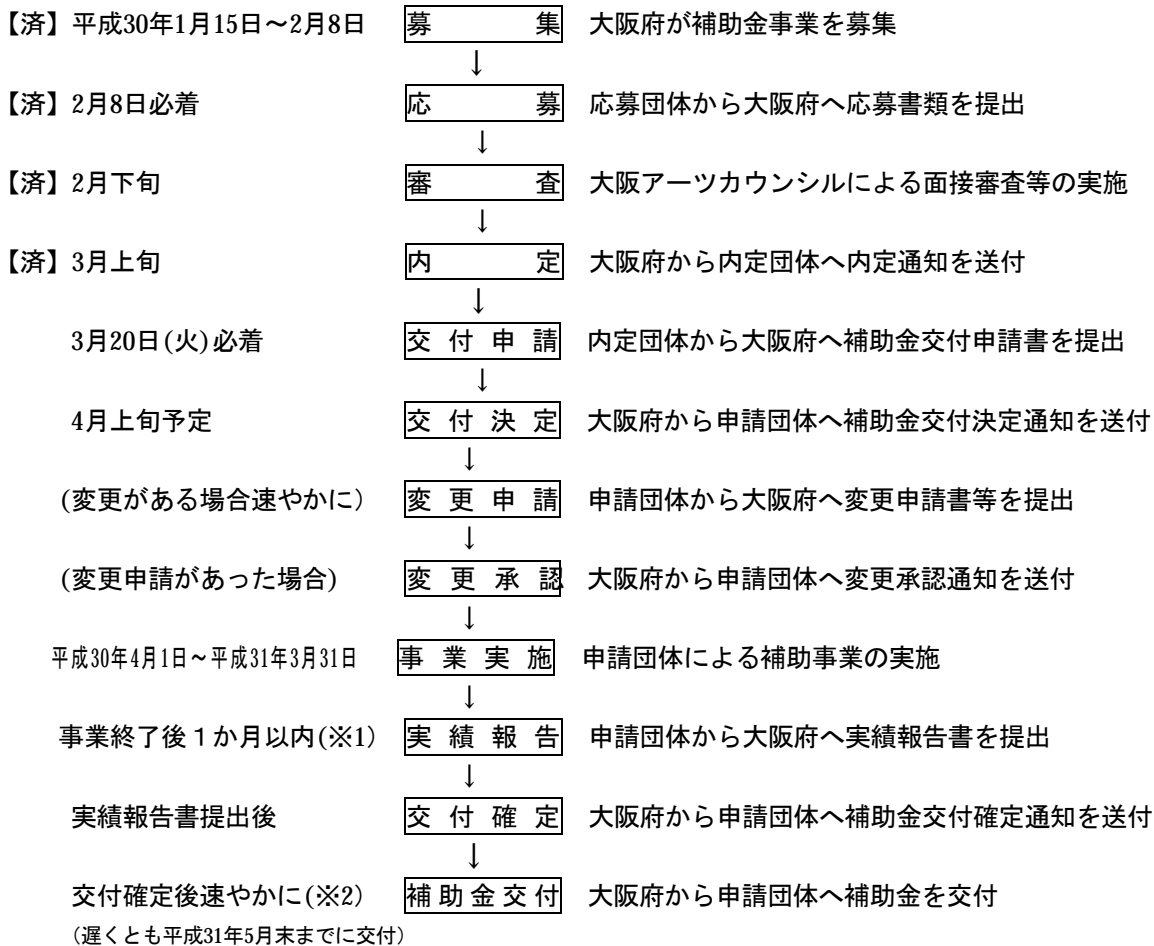 【済】平成30年1月15日～2月8日 募集 大阪府が補助金事業を募集
↓
【済】2月8日必着 応募 応募団体から大阪府へ応募書類を提出
↓
【済】2月下旬 審査 大阪アーツカウンシルによる面接審査等の実施
↓
【済】3月上旬 内定 大阪府から内定団体へ内定通知を送付
↓
3月20日(火)必着 交付申請 内定団体から大阪府へ補助金交付申請書を提出
↓
4月上旬予定 交付決定 大阪府から申請団体へ補助金交付決定通知を送付
↓
(変更がある場合速やかに) 変更申請 申請団体から大阪府へ変更申請書等を提出
↓
(変更申請があった場合) 変更承認 大阪府から申請団体へ変更承認通知を送付
↓
平成30年4月1日～平成31年3月31日 事業実施 申請団体による補助事業の実施
↓
事業終了後１か月以内(※1) 実績報告 申請団体から大阪府へ実績報告書を提出
↓
実績報告書提出後 交付確定 大阪府から申請団体へ補助金交付確定通知を送付
↓
交付確定後速やかに(※2) 補助金交付 大阪府から申請団体へ補助金を交付
(遅くとも平成31年5月末までに交付)